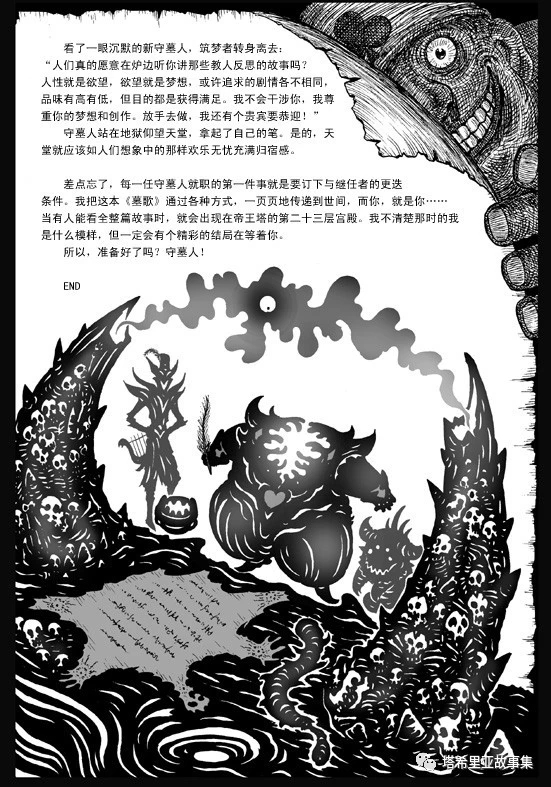 看了一眼沉默的新守墓人，筑梦者转身离去：
“人们真的愿意在炉边听你讲那些教人反思的故事吗？
人性就是欲望，欲望就是梦想，或许追求的剧情各不相同，
品味有高有低，但目的都是获得满足。我不会干涉你，我尊
重你的梦想和创作。放手去做，我还有个贵宾要恭迎！”
守墓人站在地狱仰望天堂，拿起了自己的笔。是的，天
堂就应该如人们想象中的那样欢乐无忧充满归宿感。
差点忘了，每一任守墓人就职的第一件事就是要订下与继任者的更迭
条件。我把这本《墓歌》通过各种方式，一页页地传递到世间，而你，就是你……
当有人能看全整篇故事时，就会出现在帝王塔的第二十三层宫殿。我不清楚那时的我
是什么模样，但一定会有个精彩的结局在等着你。
所以，准备好了吗？守墓人！
END
塔希里亚故事集